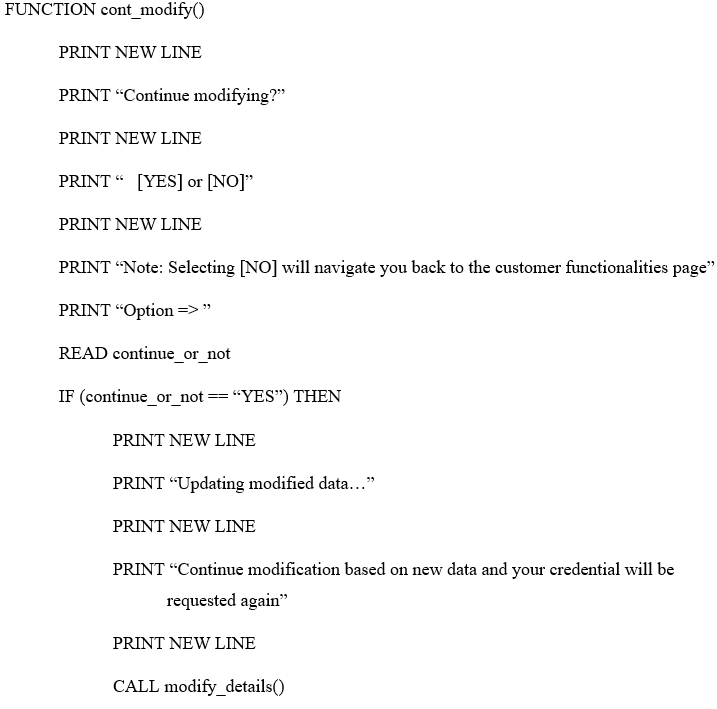 FUNCTION cont_modify()
PRINT NEW LINE
PRINT “Continue modifying?”
PRINT NEW LINE
PRINT “   [YES] or [NO]”
PRINT NEW LINE
PRINT “Note: Selecting [NO] will navigate you back to the customer functionalities page”
PRINT “Option => ”
READ continue_or_not
IF (continue_or_not == “YES”) THEN
PRINT NEW LINE
PRINT “Updating modified data…”
PRINT NEW LINE
PRINT “Continue modification based on new data and your credential will be
requested again”
PRINT NEW LINE
CALL modify_details()